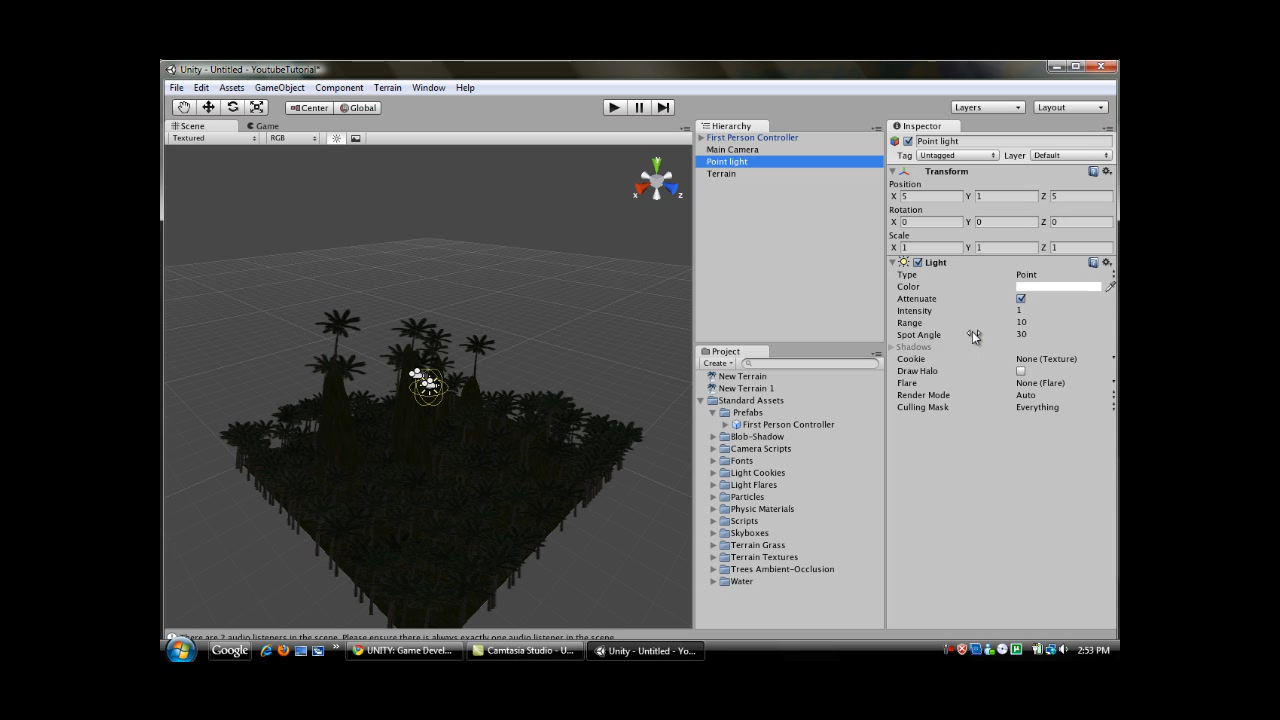 Unity - Untitled - YoutubeTutorial*
File Edit Assets GameObject Component Terrain Window Help
Center Global Layers Layout
Scene Game
Textured RGB
x z
Hierarchy
First Person Controller
Main Camera
Point light
Terrain
Project
Create
New Terrain
New Terrain 1
Standard Assets
Prefabs
First Person Controller
Blob-Shadow
Camera Scripts
Fonts
Light Cookies
Light Flares
Particles
Physic Materials
Scripts
Skyboxes
Terrain Grass
Terrain Textures
Trees Ambient-Occlusion
Water
Inspector
Point light
Tag Untagged Layer Default
Transform
Position
X 5 Y 1 Z 5
Rotation
X 0 Y 0 Z 0
Scale
X 1 Y 1 Z 1
Light
Type Point
Color
Attenuate
Intensity 1
Range 10
Spot Angle 30
Shadows
Cookie None (Texture)
Draw Halo
Flare None (Flare)
Render Mode Auto
Culling Mask Everything
There are 2 audio listeners in the scene. Please ensure there is always exactly one audio listener in the scene
Google UNITY: Game Devel... Camtasia Studio - U... Unity - Untitled - Yo... 2:53 PM